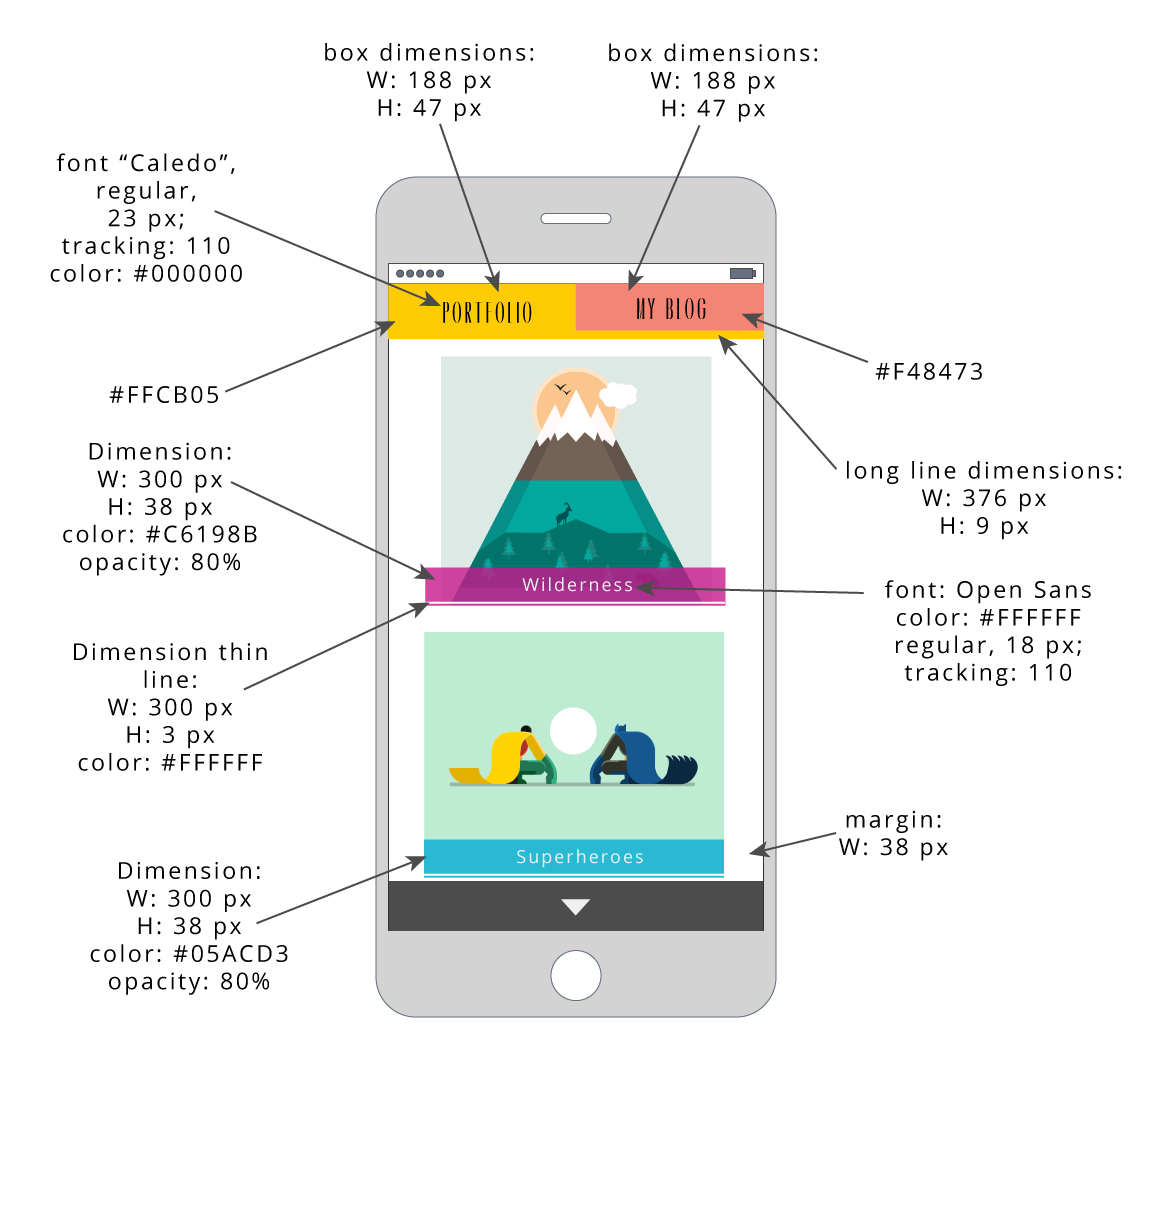 box dimensions:
W: 188 px
H: 47 px
box dimensions:
W: 188 px
H: 47 px
font “Caledo”,
regular,
23 px;
tracking: 110
color: #000000
PORTFOLIO
MY BLOG
#FFCB05
#F48473
Dimension:
W: 300 px
H: 38 px
color: #C6198B
opacity: 80%
long line dimensions:
W: 376 px
H: 9 px
Wilderness
font: Open Sans
color: #FFFFFF
regular, 18 px;
tracking: 110
Dimension thin
line:
W: 300 px
H: 3 px
color: #FFFFFF
margin:
W: 38 px
Superheroes
Dimension:
W: 300 px
H: 38 px
color: #05ACD3
opacity: 80%